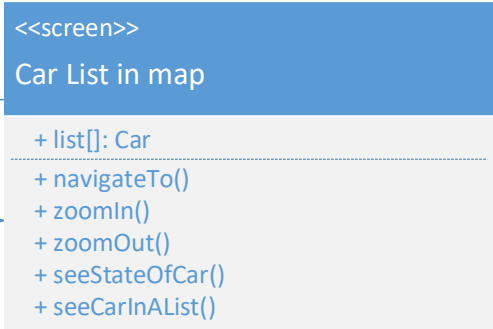 <<screen>>
Car List in map
+ list[]: Car
+ navigateTo()
+ zoomIn()
+ zoomOut()
+ seeStateOfCar()
+ seeCarInAList()